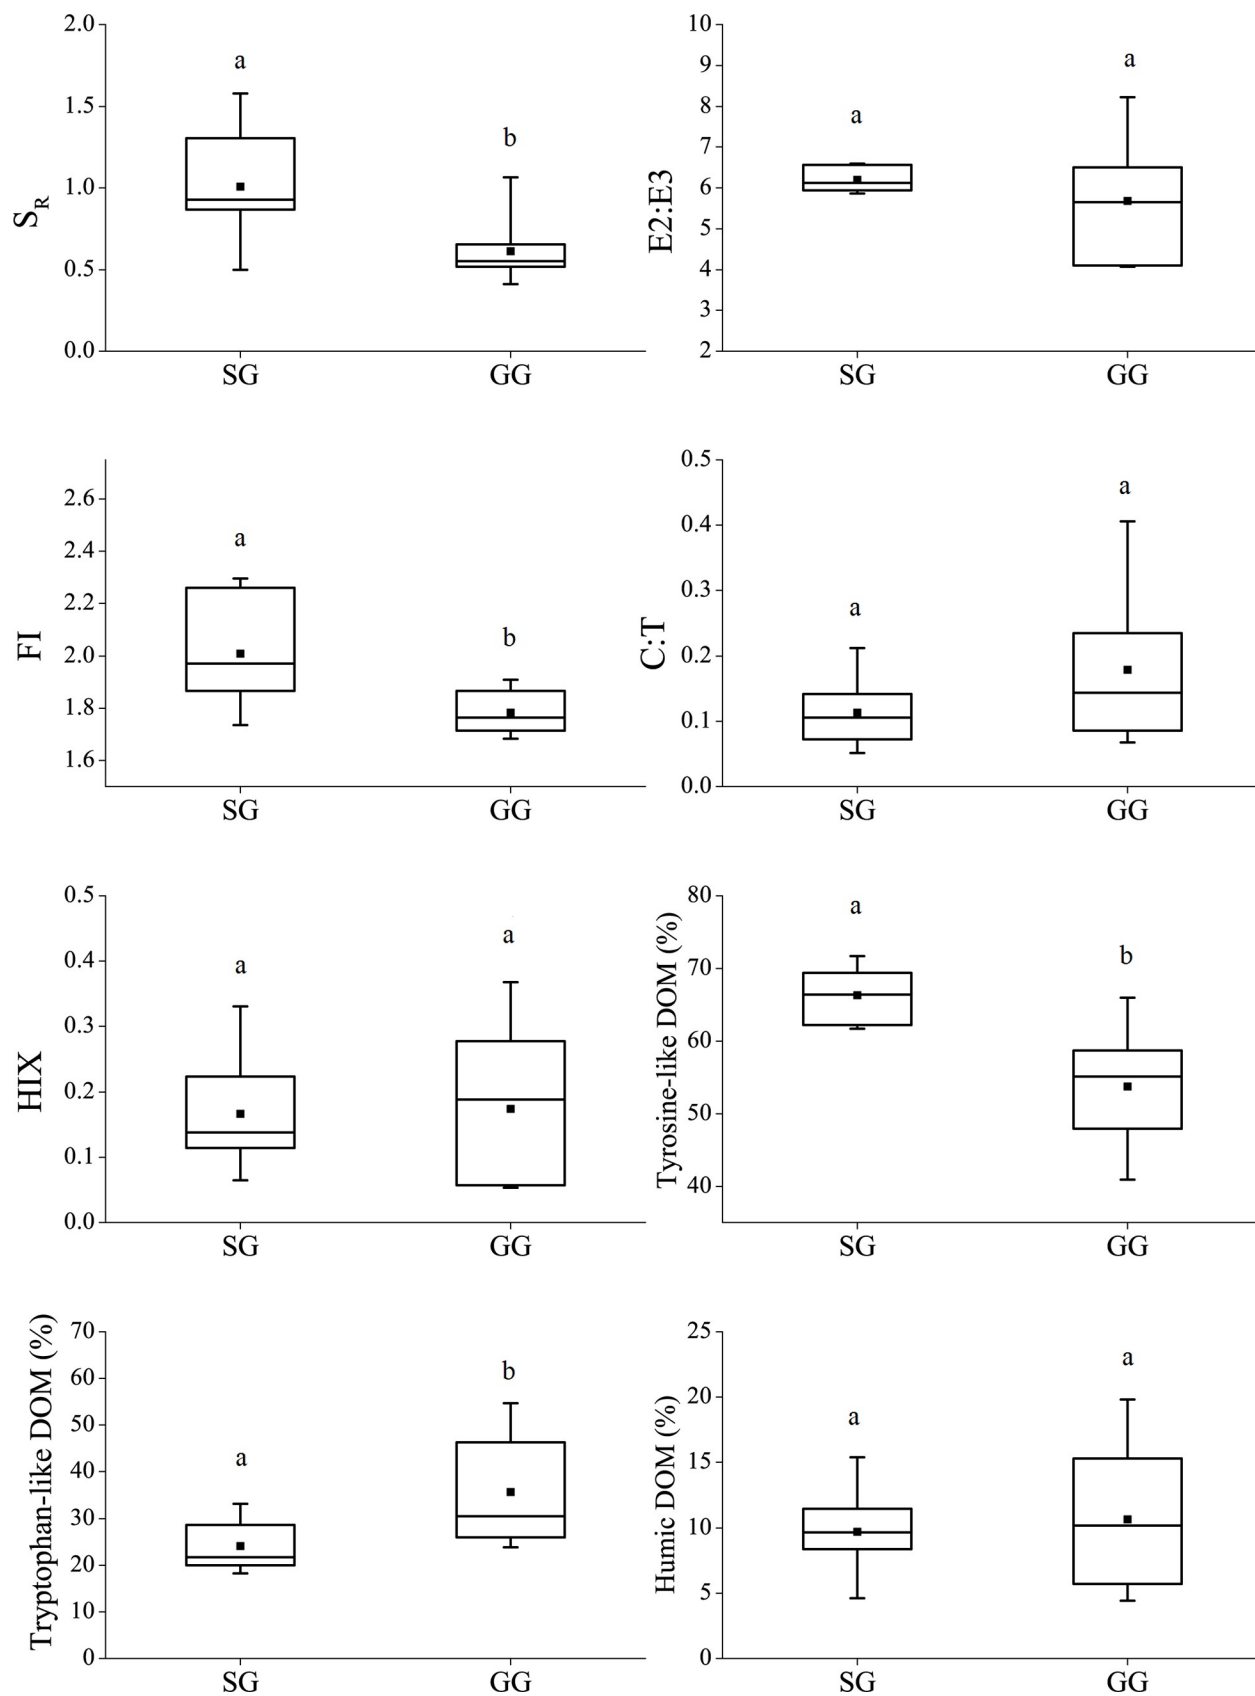 S_R
2.0
1.5
1.0
0.5
0.0
a
b
SG
GG
E2:E3
10
9
8
7
6
5
4
3
2
a
a
SG
GG
FI
2.6
2.4
2.2
2.0
1.8
1.6
a
b
SG
GG
C:T
0.5
0.4
0.3
0.2
0.1
0.0
a
a
SG
GG
HIX
0.5
0.4
0.3
0.2
0.1
0.0
a
a
SG
GG
Tyrosine-like DOM (%)
80
70
60
50
40
a
b
SG
GG
Tryptophan-like DOM (%)
70
60
50
40
30
20
10
0
a
b
SG
GG
Humic DOM (%)
25
20
15
10
5
0
a
a
SG
GG